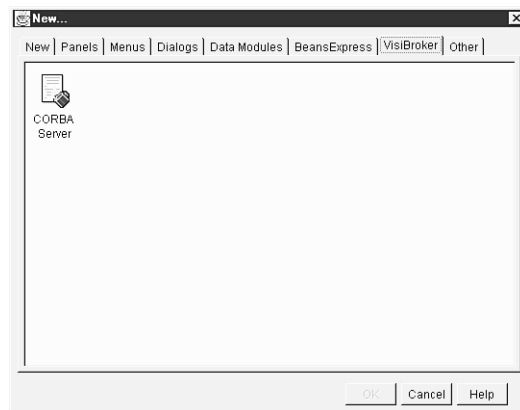 New...
New Panels Menus Dialogs Data Modules BeansExpress VisiBroker Other
CORBA
Server
OK Cancel Help